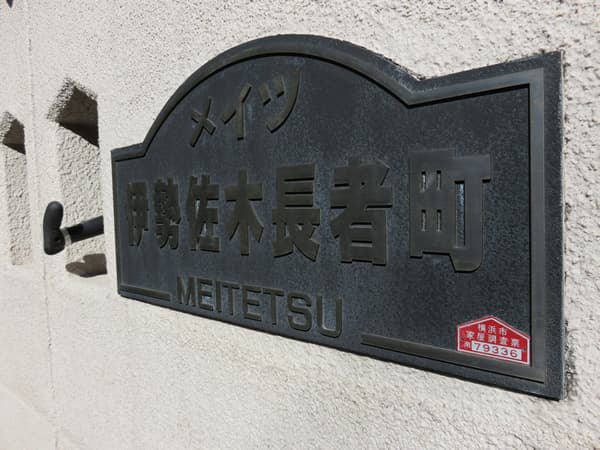 メイツ
伊勢佐木長者町
MEITETSU
横浜市
家屋調査票
79336